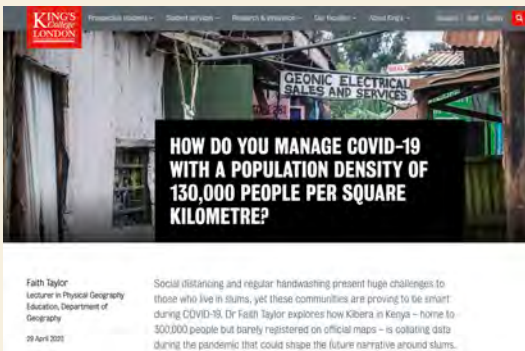 KING'S
College
LONDON
Prospective students
Student services
Research & Innovation
Our Faculties
About King's
GEONIC ELECTRICAL
SALES AND SERVICES
HOW DO YOU MANAGE COVID-19
WITH A POPULATION DENSITY OF
130,000 PEOPLE PER SQUARE
KILOMETRE?
Faith Taylor
Lecturer in Physical Geography
Education, Department of
Geography
29 April 2020
Social distancing and regular handwashing present huge challenges to
those who live in slums, yet these communities are proving to be smart
during COVID-19. Dr Faith Taylor explores how Kibera in Kenya – home to
300,000 people but barely registered on official maps – is collating data
during the pandemic that could shape the future narrative around slums.